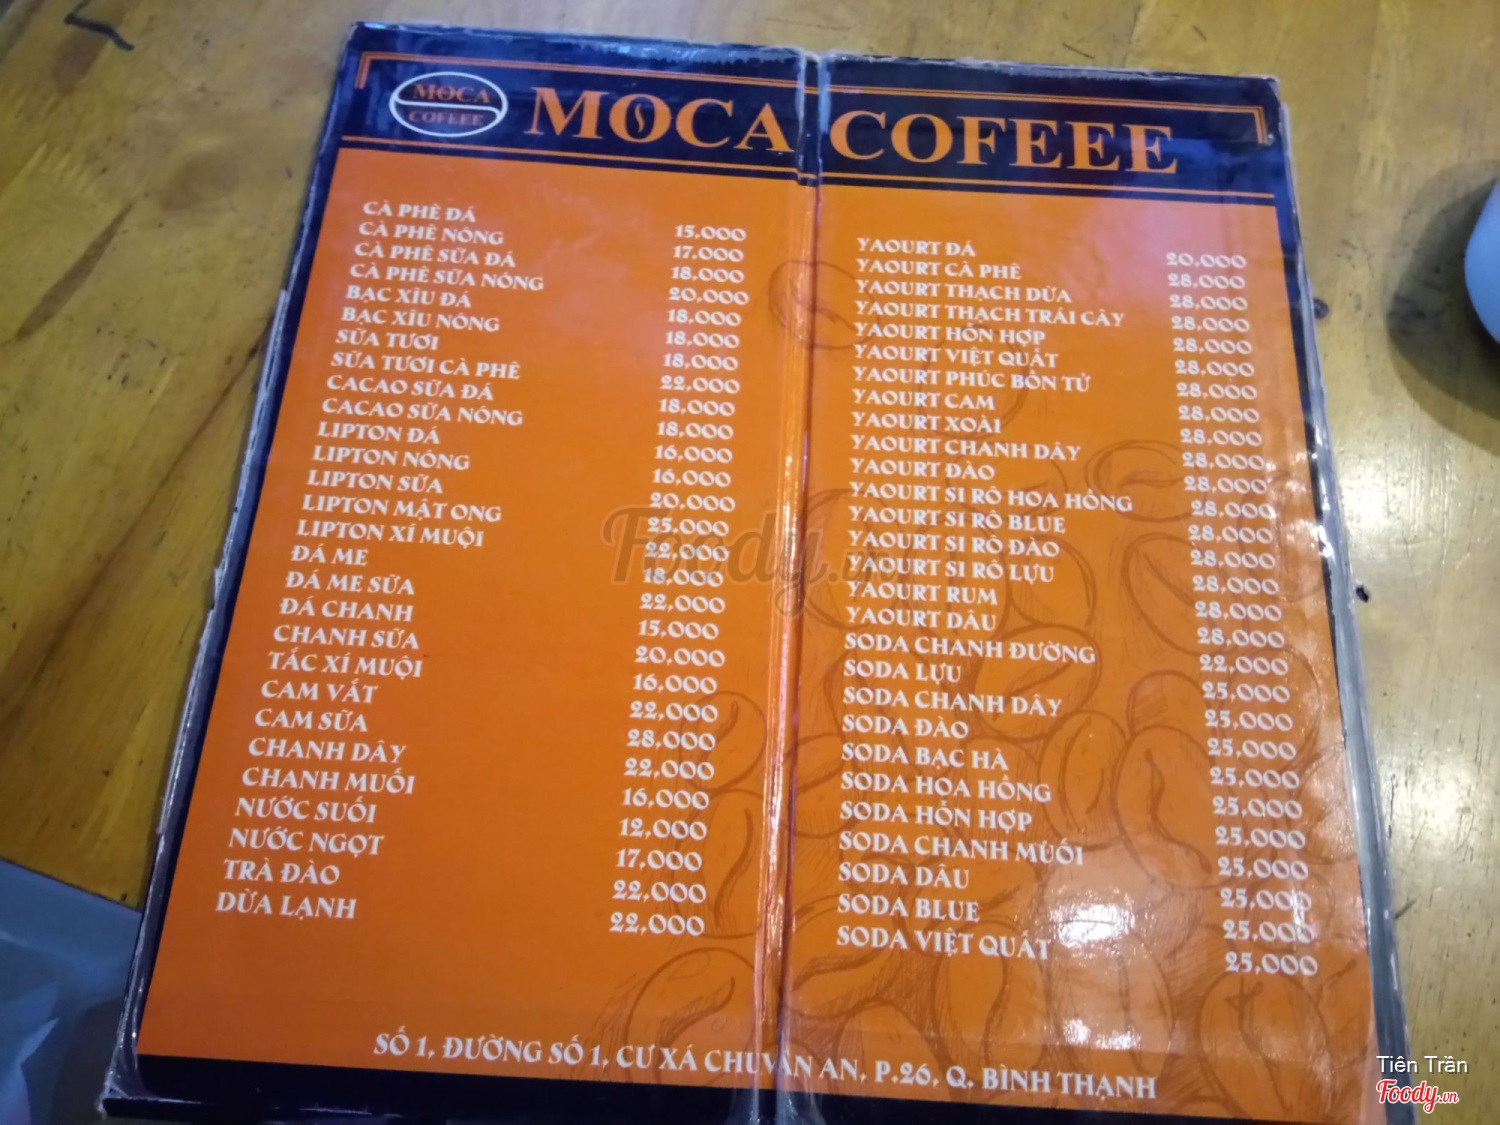 MOCA
COFEEE
MOCA COFEEE
CÀ PHÊ ĐÁ 15.000
CÀ PHÊ NÓNG 17.000
CÀ PHÊ SỮA ĐÁ 18.000
CÀ PHÊ SỮA NÓNG 20.000
BẠC XỈU ĐÁ 18.000
BẠC XỈU NÓNG 18.000
SỮA TƯƠI 18.000
SỮA TƯƠI CÀ PHÊ 22,000
CACAO SỮA ĐÁ 18,000
CACAO SỮA NÓNG 18,000
LIPTON ĐÁ 16,000
LIPTON NÓNG 16,000
LIPTON SỮA 20,000
LIPTON MẬT ONG 25,000
LIPTON XÍ MUỘI 22,000
ĐÁ ME 18,000
ĐÁ ME SỮA 22,000
ĐÁ CHANH 15,000
CHANH SỮA 20,000
TẮC XÍ MUỘI 16,000
CAM VẮT 22,000
CAM SỮA 28,000
CHANH DÂY 22,000
CHANH MUỐI 16,000
NƯỚC SUỐI 12,000
NƯỚC NGỌT 17,000
TRÀ ĐÀO 22,000
DỪA LẠNH 22,000
YAOURT ĐÁ 20,000
YAOURT CÀ PHÊ 28,000
YAOURT THẠCH DỪA 28,000
YAOURT THẠCH TRÁI CÂY 28,000
YAOURT HỖN HỢP 28,000
YAOURT VIỆT QUẤT 28,000
YAOURT PHÚC BỒN TỬ 28,000
YAOURT CAM 28,000
YAOURT XOÀI 28,000
YAOURT CHANH DÂY 28,000
YAOURT ĐÀO 28,000
YAOURT SI RÔ HOA HỒNG 28,000
YAOURT SI RÔ BLUE 28,000
YAOURT SI RÔ ĐÀO 28,000
YAOURT SI RÔ LỰU 28,000
YAOURT RUM 28,000
YAOURT DÂU 28,000
SODA CHANH ĐƯỜNG 22,000
SODA LỰU 25,000
SODA CHANH DÂY 25,000
SODA ĐÀO 25,000
SODA BẠC HÀ 25,000
SODA HOA HỒNG 25,000
SODA HỖN HỢP 25,000
SODA CHANH MUỐI 25,000
SODA DÂU 25,000
SODA BLUE 25,000
SODA VIỆT QUẤT 25,000
SỐ 1, ĐƯỜNG SỐ 1, CƯ XÁ CHU VĂN AN, P.26, Q. BÌNH THẠNH
Foody.vn
Tiên Trần
Foody.vn